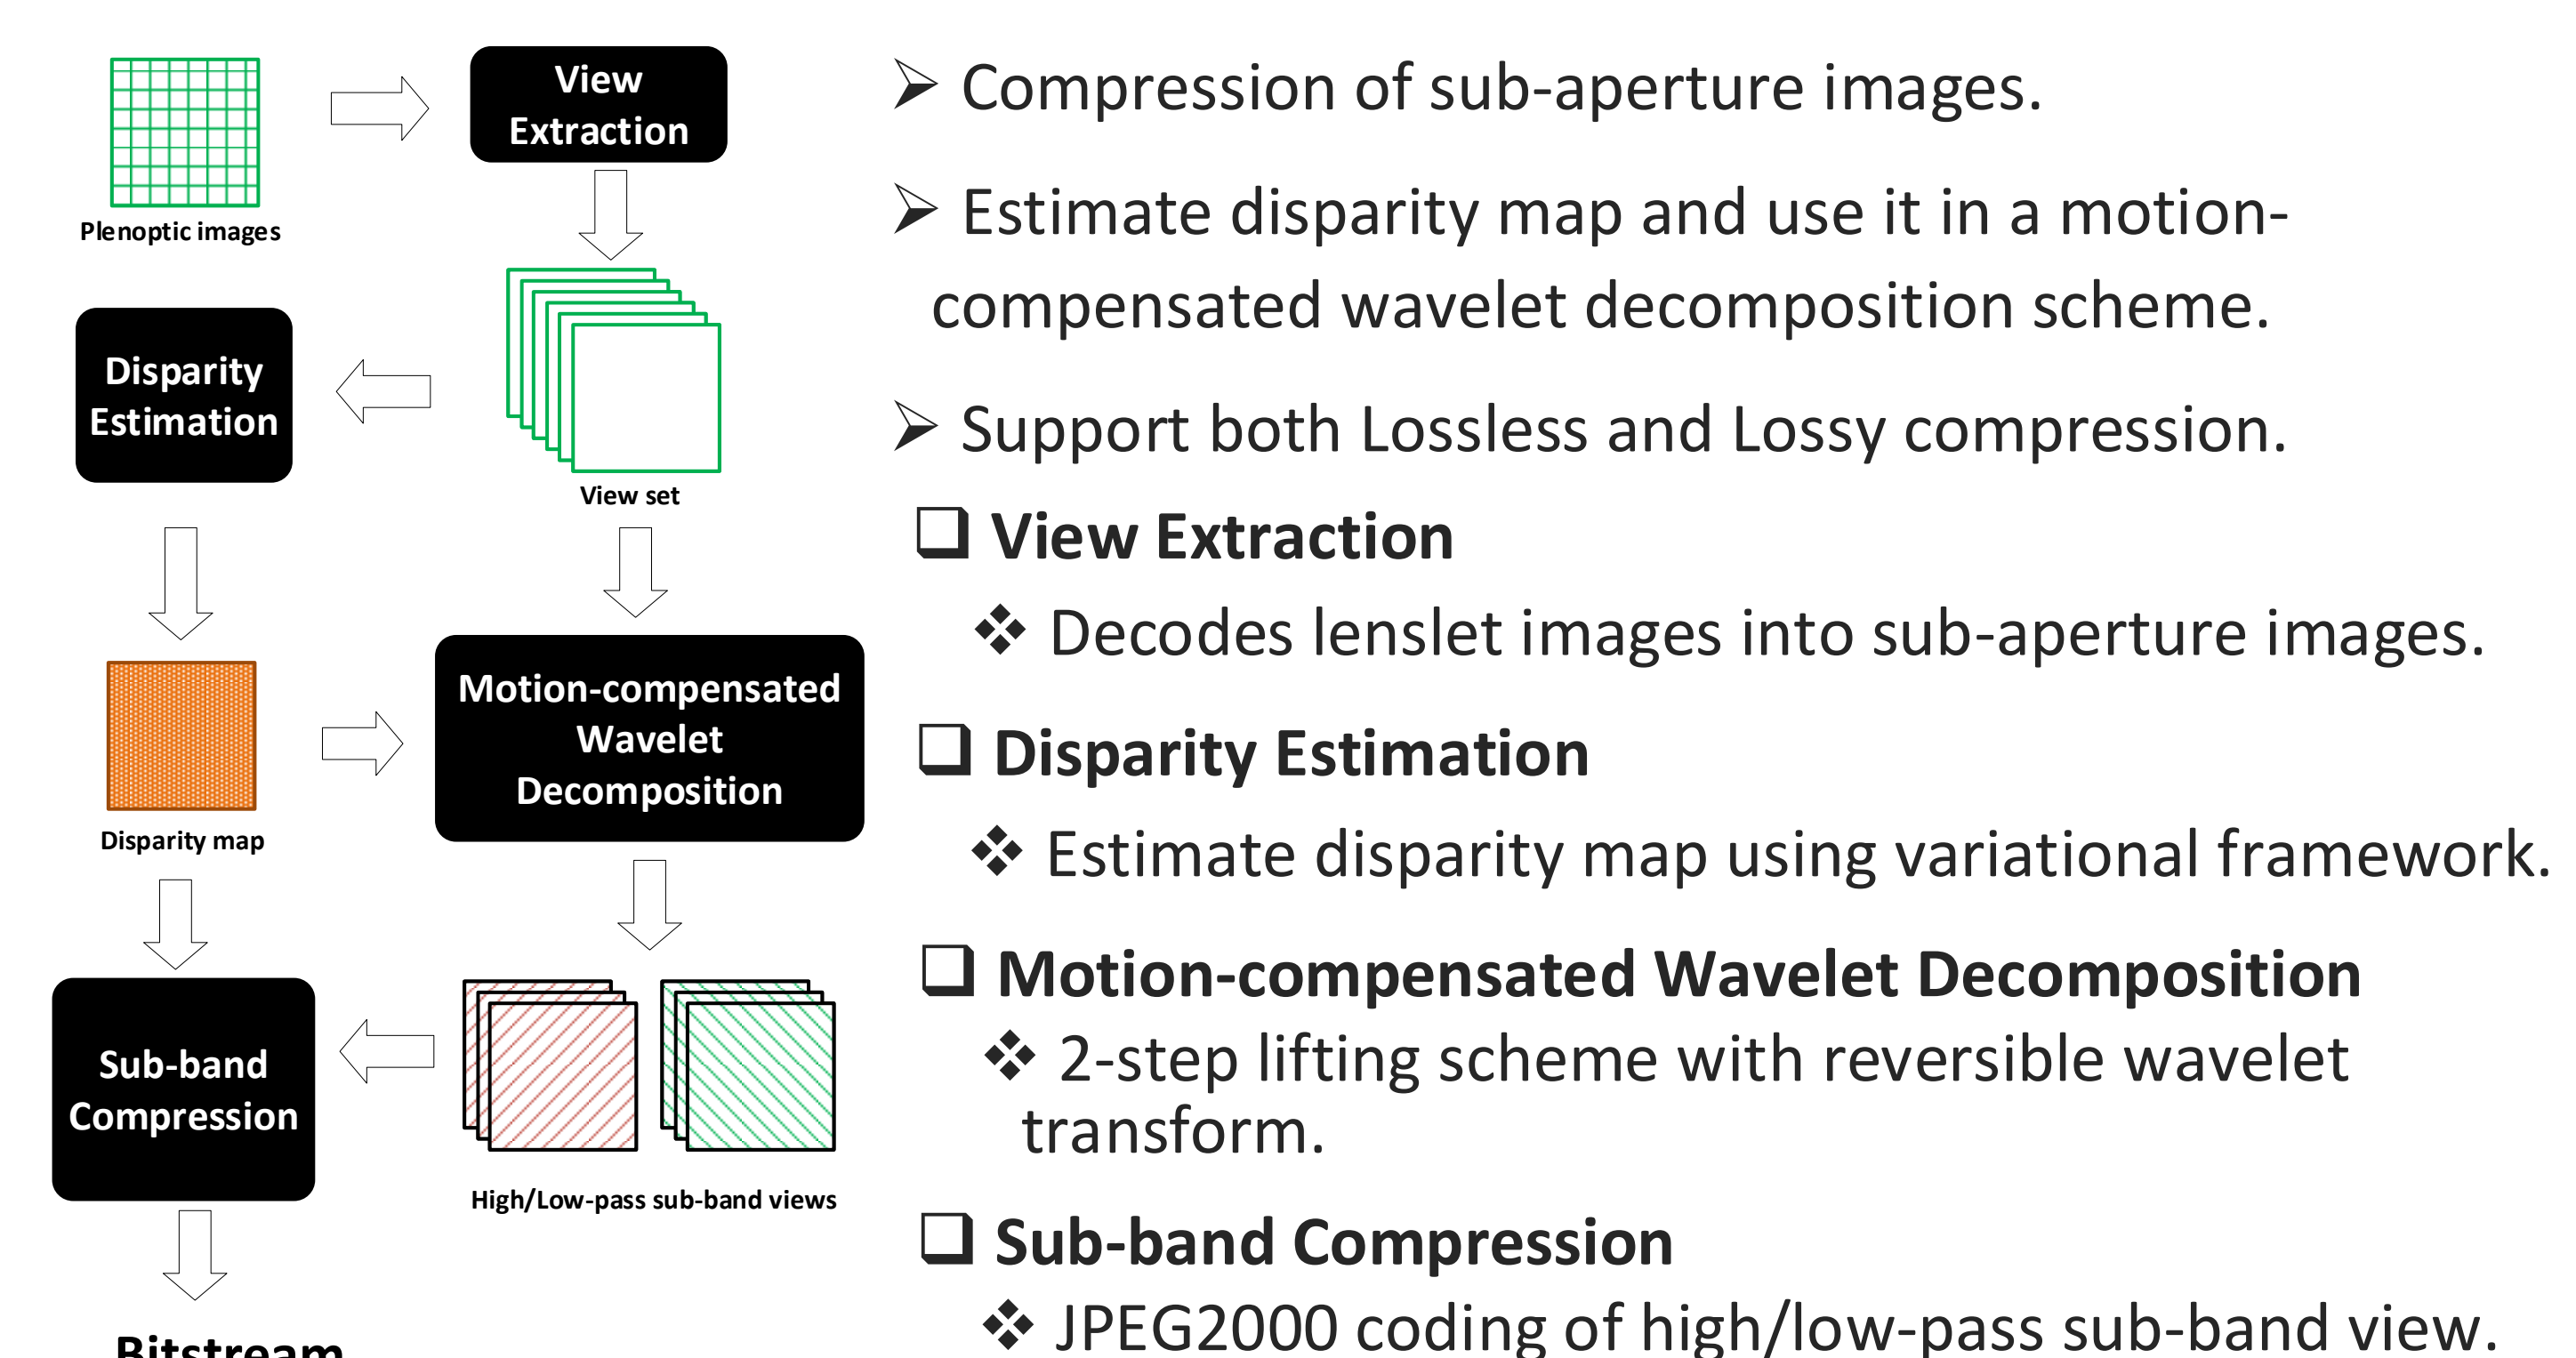 View
Extraction
Plenoptic images
Disparity
Estimation
View set
Motion-compensated
Wavelet
Decomposition
Disparity map
Sub-band
Compression
High/Low-pass sub-band views
Bitstream
Compression of sub-aperture images.
Estimate disparity map and use it in a motion-
compensated wavelet decomposition scheme.
Support both Lossless and Lossy compression.
View Extraction
Decodes lenslet images into sub-aperture images.
Disparity Estimation
Estimate disparity map using variational framework.
Motion-compensated Wavelet Decomposition
2-step lifting scheme with reversible wavelet
transform.
Sub-band Compression
JPEG2000 coding of high/low-pass sub-band view.